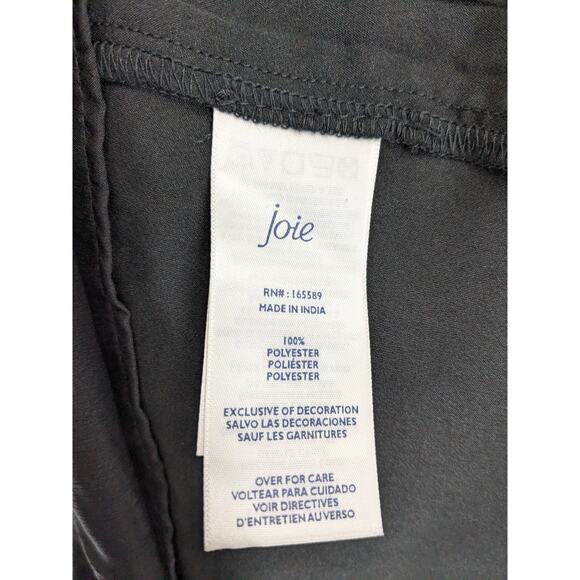 joie
RN# : 165589
MADE IN INDIA
100%
POLYESTER
POLIÉSTER
POLYESTER
EXCLUSIVE OF DECORATION
SALVO LAS DECORACIONES
SAUF LES GARNITURES
OVER FOR CARE
VOLTEAR PARA CUIDADO
VOIR DIRECTIVES
D'ENTRETIEN AU VERSO